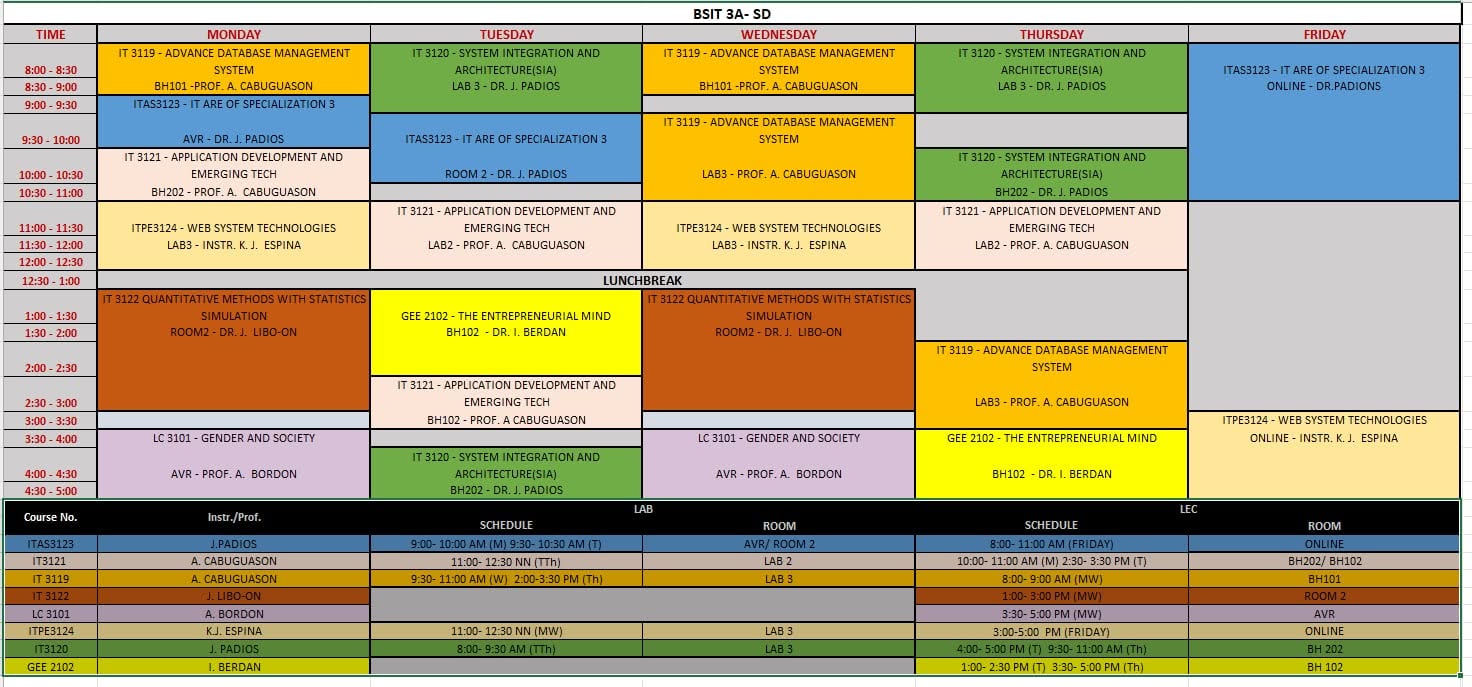 BSIT 3A- SD
TIME MONDAY TUESDAY WEDNESDAY THURSDAY FRIDAY
8:00 - 8:30
8:30 - 9:00
9:00 - 9:30
9:30 - 10:00
10:00 - 10:30
10:30 - 11:00
11:00 - 11:30
11:30 - 12:00
12:00 - 12:30
12:30 - 1:00
1:00 - 1:30
1:30 - 2:00
2:00 - 2:30
2:30 - 3:00
3:00 - 3:30
3:30 - 4:00
4:00 - 4:30
4:30 - 5:00
IT 3119 - ADVANCE DATABASE MANAGEMENT
SYSTEM
BH101 -PROF. A. CABUGUASON
ITAS3123 - IT ARE OF SPECIALIZATION 3
AVR - DR. J. PADIOS
IT 3121 - APPLICATION DEVELOPMENT AND
EMERGING TECH
BH202 - PROF. A. CABUGUASON
ITPE3124 - WEB SYSTEM TECHNOLOGIES
LAB3 - INSTR. K. J. ESPINA
LUNCHBREAK
IT 3122 QUANTITATIVE METHODS WITH STATISTICS
SIMULATION
ROOM2 - DR. J. LIBO-ON
LC 3101 - GENDER AND SOCIETY
AVR - PROF. A. BORDON
IT 3120 - SYSTEM INTEGRATION AND
ARCHITECTURE(SIA)
LAB 3 - DR. J. PADIOS
ITAS3123 - IT ARE OF SPECIALIZATION 3
ROOM 2 - DR. J. PADIOS
IT 3121 - APPLICATION DEVELOPMENT AND
EMERGING TECH
LAB2 - PROF. A. CABUGUASON
GEE 2102 - THE ENTREPRENEURIAL MIND
BH102 - DR. I. BERDAN
IT 3121 - APPLICATION DEVELOPMENT AND
EMERGING TECH
BH102 - PROF. A CABUGUASON
IT 3120 - SYSTEM INTEGRATION AND
ARCHITECTURE(SIA)
BH202 - DR. J. PADIOS
IT 3119 - ADVANCE DATABASE MANAGEMENT
SYSTEM
BH101 -PROF. A. CABUGUASON
IT 3119 - ADVANCE DATABASE MANAGEMENT
SYSTEM
LAB3 - PROF. A. CABUGUASON
ITPE3124 - WEB SYSTEM TECHNOLOGIES
LAB3 - INSTR. K. J. ESPINA
IT 3122 QUANTITATIVE METHODS WITH STATISTICS
SIMULATION
ROOM2 - DR. J. LIBO-ON
LC 3101 - GENDER AND SOCIETY
AVR - PROF. A. BORDON
IT 3120 - SYSTEM INTEGRATION AND
ARCHITECTURE(SIA)
LAB 3 - DR. J. PADIOS
IT 3120 - SYSTEM INTEGRATION AND
ARCHITECTURE(SIA)
BH202 - DR. J. PADIOS
IT 3121 - APPLICATION DEVELOPMENT AND
EMERGING TECH
LAB2 - PROF. A. CABUGUASON
IT 3119 - ADVANCE DATABASE MANAGEMENT
SYSTEM
LAB3 - PROF. A. CABUGUASON
GEE 2102 - THE ENTREPRENEURIAL MIND
BH102 - DR. I. BERDAN
ITAS3123 - IT ARE OF SPECIALIZATION 3
ONLINE - DR.PADIONS
ITPE3124 - WEB SYSTEM TECHNOLOGIES
ONLINE - INSTR. K. J. ESPINA
Course No. Instr./Prof. LAB LEC
SCHEDULE ROOM SCHEDULE ROOM
ITAS3123 J.PADIOS 9:00- 10:00 AM (M) 9:30- 10:30 AM (T) AVR/ ROOM 2 8:00- 11:00 AM (FRIDAY) ONLINE
IT3121 A. CABUGUASON 11:00- 12:30 NN (TTh) LAB 2 10:00- 11:00 AM (M) 2:30- 3:30 PM (T) BH202/ BH102
IT 3119 A. CABUGUASON 9:30- 11:00 AM (W) 2:00-3:30 PM (Th) LAB 3 8:00- 9:00 AM (MW) BH101
IT 3122 J. LIBO-ON 1:00- 3:00 PM (MW) ROOM 2
LC 3101 A. BORDON 3:30- 5:00 PM (MW) AVR
ITPE3124 K.J. ESPINA 11:00- 12:30 NN (MW) LAB 3 3:00-5:00 PM (FRIDAY) ONLINE
IT3120 J. PADIOS 8:00- 9:30 AM (TTh) LAB 3 4:00- 5:00 PM (T) 9:30- 11:00 AM (Th) BH 202
GEE 2102 I. BERDAN 1:00- 2:30 PM (T) 3:30- 5:00 PM (Th) BH 102